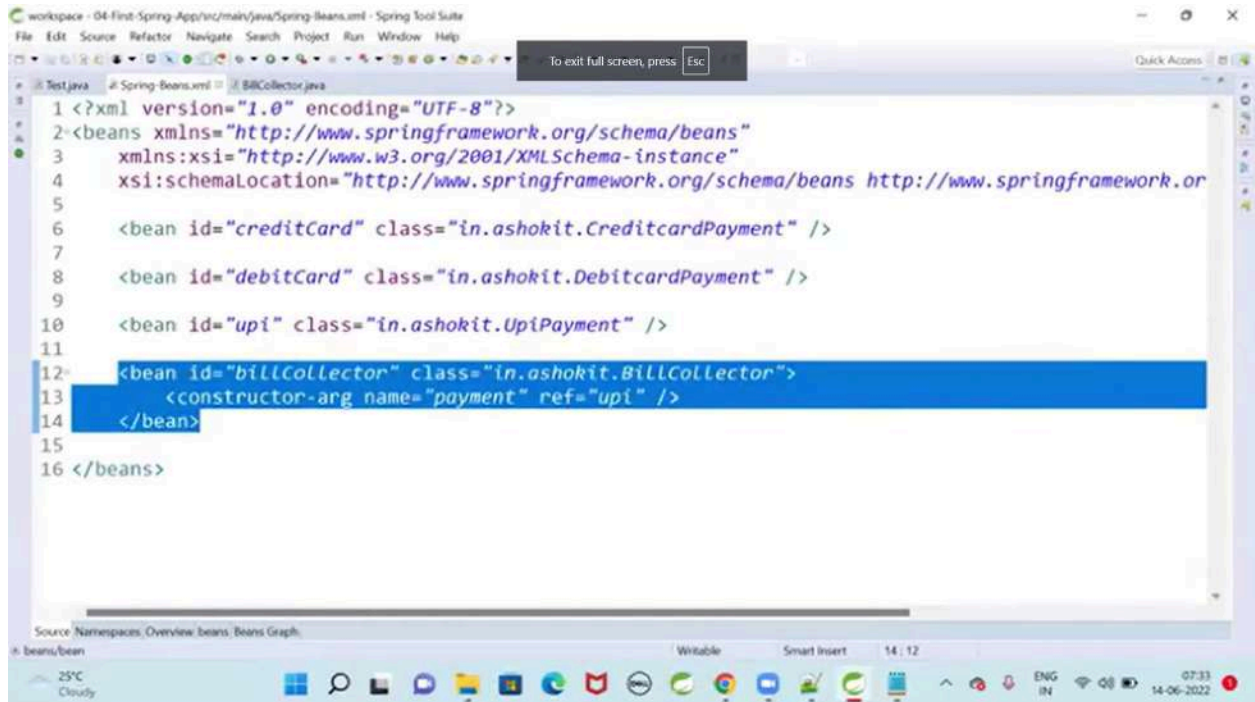 workspace - 04-First-Spring-App/src/main/java/Spring-Beans.xml - Spring Tool Suite
File Edit Source Refactor Navigate Search Project Run Window Help
To exit full screen, press Esc
Quick Access
Test.java Spring-Beans.xml BillCollector.java
1 <?xml version="1.0" encoding="UTF-8"?>
2 <beans xmlns="http://www.springframework.org/schema/beans"
3 xmlns:xsi="http://www.w3.org/2001/XMLSchema-instance"
4 xsi:schemaLocation="http://www.springframework.org/schema/beans http://www.springframework.or
5
6 <bean id="creditCard" class="in.ashokit.CreditcardPayment" />
7
8 <bean id="debitCard" class="in.ashokit.DebitcardPayment" />
9
10 <bean id="upi" class="in.ashokit.UpiPayment" />
11
12 <bean id="billCollector" class="in.ashokit.BillCollector">
13 <constructor-arg name="payment" ref="upi" />
14 </bean>
15
16 </beans>
Source Namespaces Overview beans Beans Graph
beans/bean Writable Smart Insert 14 : 12
25°C
Cloudy
DELL
ENG
IN
07:33
14-06-2022
1